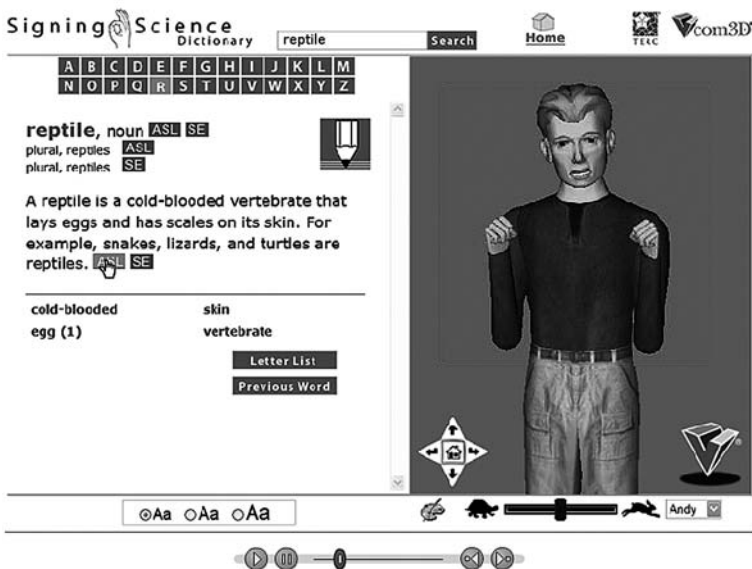 Signing Science
Dictionary
reptile
Search
Home
TERC
Vcom3D
A B C D E F G H I J K L M
N O P Q R S T U V W X Y Z
reptile, noun ASL SE
plural, reptiles ASL
plural, reptiles SE
A reptile is a cold-blooded vertebrate that
lays eggs and has scales on its skin. For
example, snakes, lizards, and turtles are
reptiles. ASL SE
cold-blooded skin
egg (1) vertebrate
Letter List
Previous Word
Aa Aa Aa
Andy